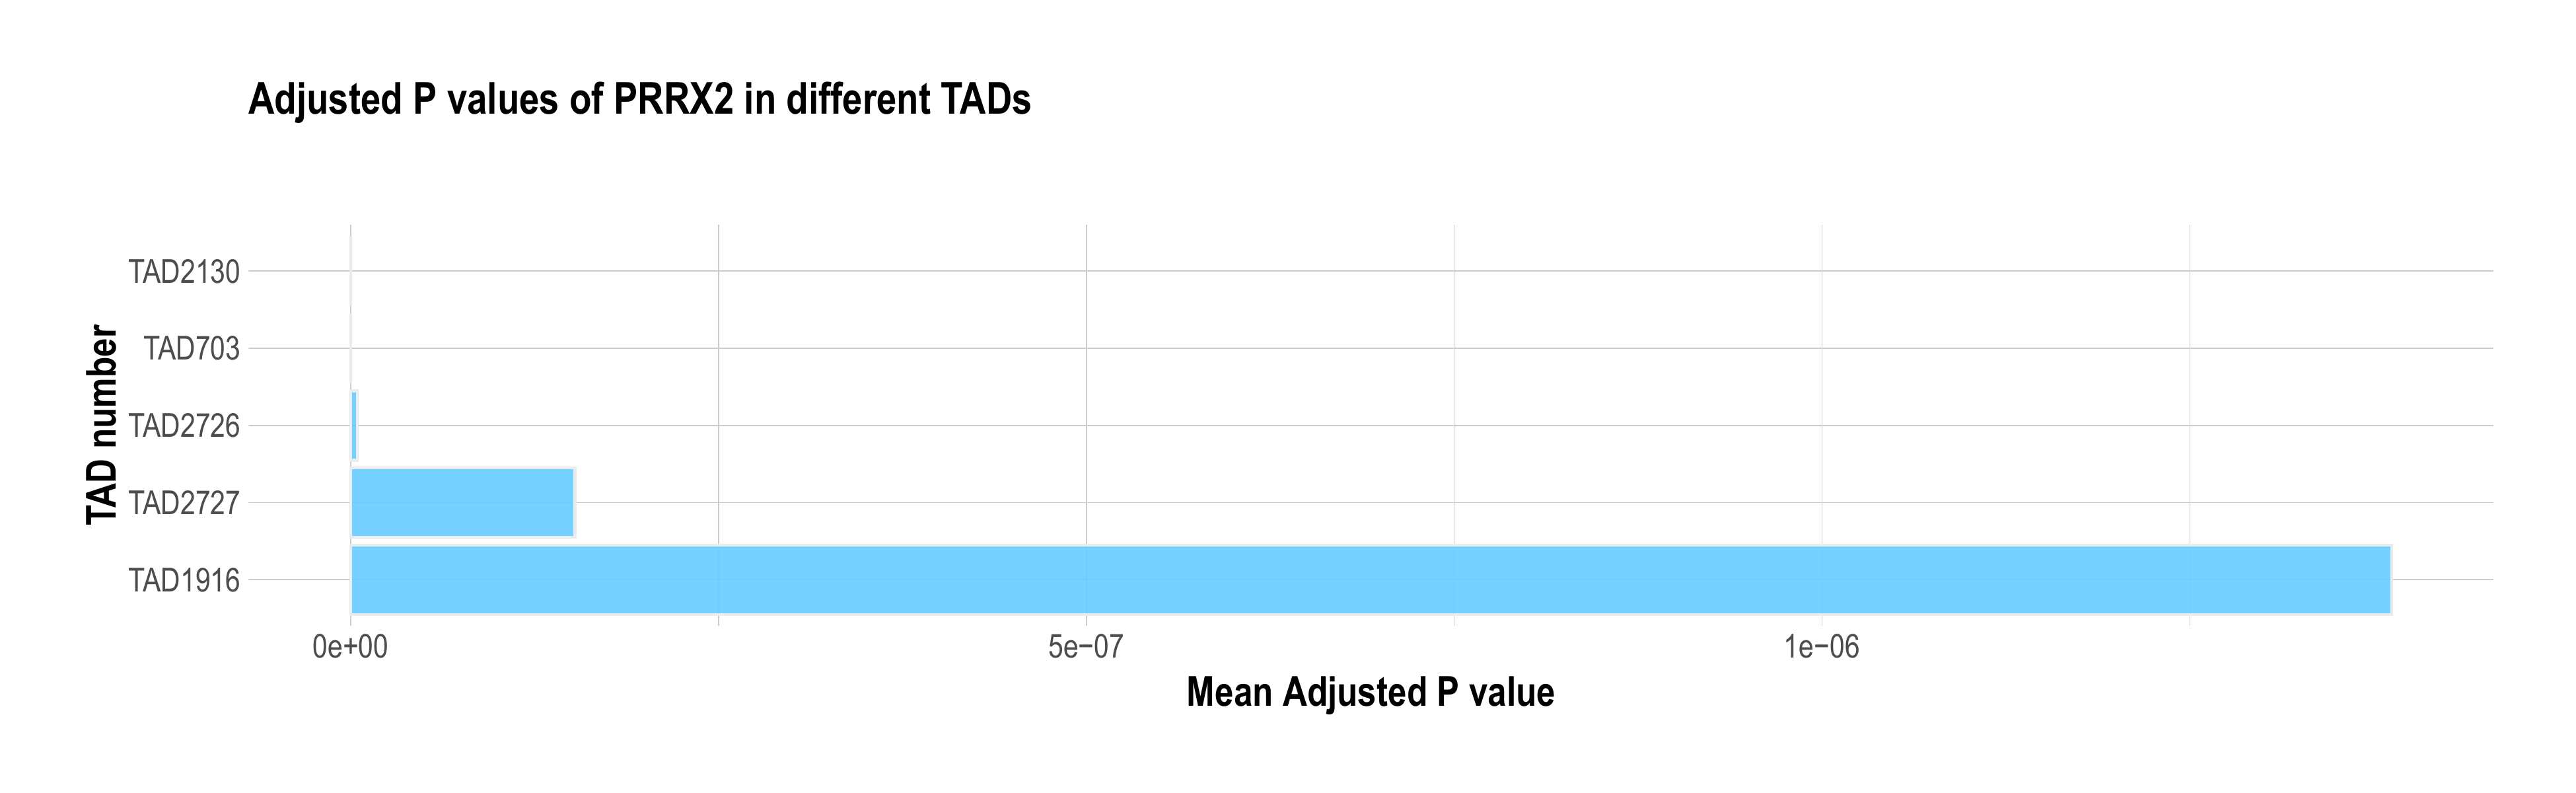 Adjusted P values of PRRX2 in different TADs
TAD number
TAD2130
TAD703
TAD2726
TAD2727
TAD1916
0e+00
5e−07
1e−06
Mean Adjusted P value